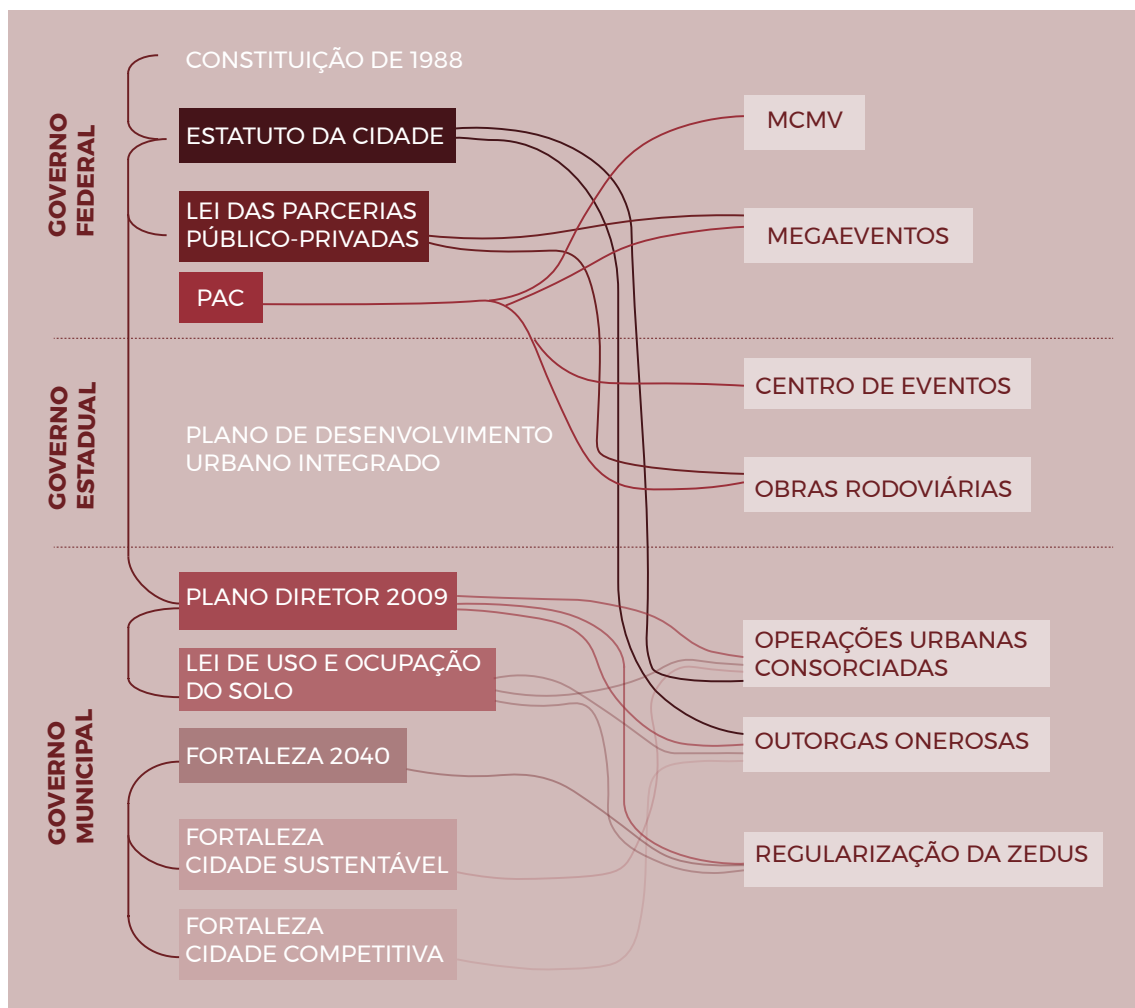 GOVERNO
FEDERAL
CONSTITUIÇÃO DE 1988
ESTATUTO DA CIDADE
LEI DAS PARCERIAS
PÚBLICO-PRIVADAS
PAC
MCMV
MEGAEVENTOS
GOVERNO
ESTADUAL
PLANO DE DESENVOLVIMENTO
URBANO INTEGRADO
CENTRO DE EVENTOS
OBRAS RODOVIÁRIAS
GOVERNO
MUNICIPAL
PLANO DIRETOR 2009
LEI DE USO E OCUPAÇÃO
DO SOLO
FORTALEZA 2040
FORTALEZA
CIDADE SUSTENTÁVEL
FORTALEZA
CIDADE COMPETITIVA
OPERAÇÕES URBANAS
CONSORCIADAS
OUTORGAS ONEROSAS
REGULARIZAÇÃO DA ZEDUS